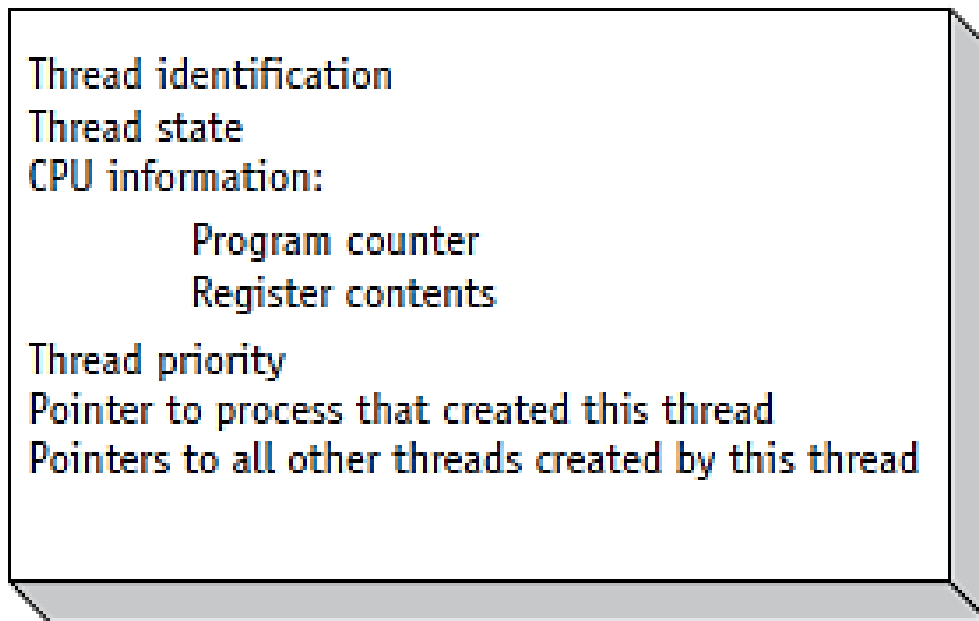 Thread identification
Thread state
CPU information:
Program counter
Register contents
Thread priority
Pointer to process that created this thread
Pointers to all other threads created by this thread